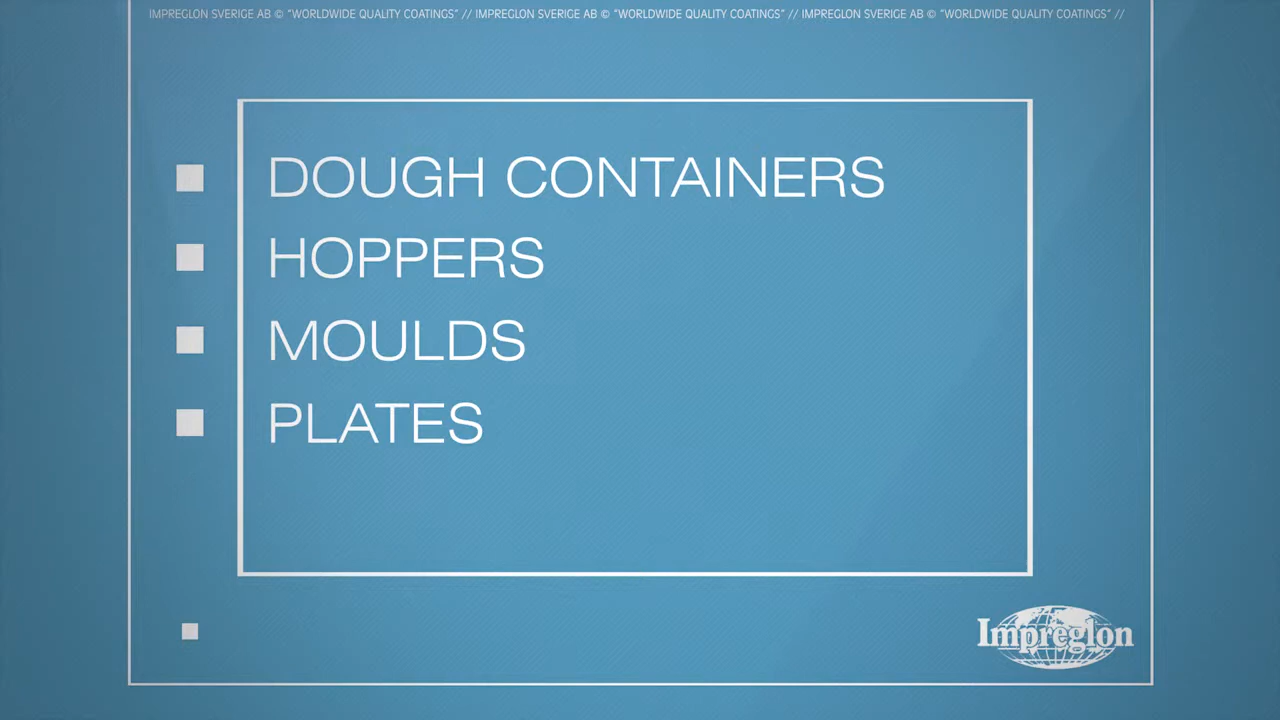 IMPREGLON SVERIGE AB © "WORLDWIDE QUALITY COATINGS" // IMPREGLON SVERIGE AB © "WORLDWIDE QUALITY COATINGS" // IMPREGLON SVERIGE AB © "WORLDWIDE QUALITY COATINGS" //
DOUGH CONTAINERS
HOPPERS
MOULDS
PLATES
Impreglon